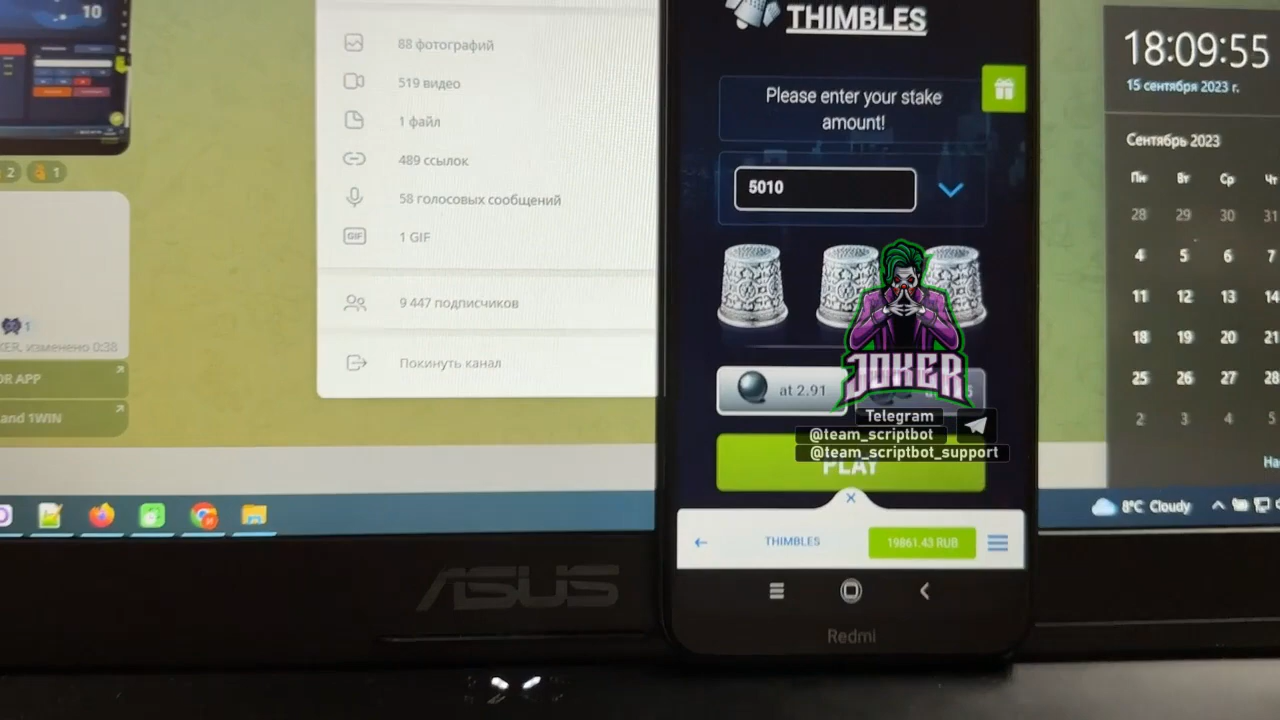 10
88 фотографий
519 видео
1 файл
489 ссылок
58 голосовых сообщений
GIF
1 GIF
9 447 подписчиков
Покинуть канал
2
1
1
изменено 0:38
APP
and 1WIN
THIMBLES
Please enter your stake
amount!
5010
at 2.91
JOKER
Telegram
@team_scriptbot
@team_scriptbot_support
PLAY
THIMBLES
19861.43 RUB
Redmi
ASUS
18:09:55
15 сентября 2023 г.
Сентябрь 2023
Пн Вт Ср Чт
28 29 30 31
4 5 6 7
11 12 13 14
18 19 20 21
25 26 27 28
2 3 4 5
8°C Cloudy